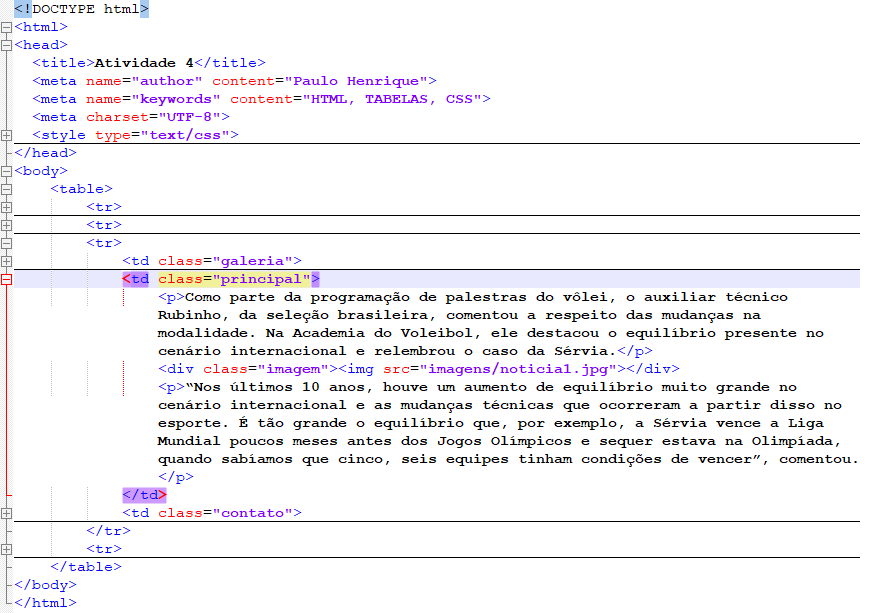 <!DOCTYPE html>
<html>
<head>
<title>Atividade 4</title>
<meta name="author" content="Paulo Henrique">
<meta name="keywords" content="HTML, TABELAS, CSS">
<meta charset="UTF-8">
<style type="text/css">
</head>
<body>
<table>
<tr>
<tr>
<tr>
<td class="galeria">
<td class="principal">
<p>Como parte da programação de palestras do vôlei, o auxiliar técnico
Rubinho, da seleção brasileira, comentou a respeito das mudanças na
modalidade. Na Academia do Voleibol, ele destacou o equilíbrio presente no
cenário internacional e relembrou o caso da Sérvia.</p>
<div class="imagem"><img src="imagens/noticia1.jpg"></div>
<p>“Nos últimos 10 anos, houve um aumento de equilíbrio muito grande no
cenário internacional e as mudanças técnicas que ocorreram a partir disso no
esporte. É tão grande o equilíbrio que, por exemplo, a Sérvia vence a Liga
Mundial poucos meses antes dos Jogos Olímpicos e sequer estava na Olimpíada,
quando sabíamos que cinco, seis equipes tinham condições de vencer”, comentou.
</p>
</td>
<td class="contato">
</tr>
<tr>
</table>
</body>
</html>